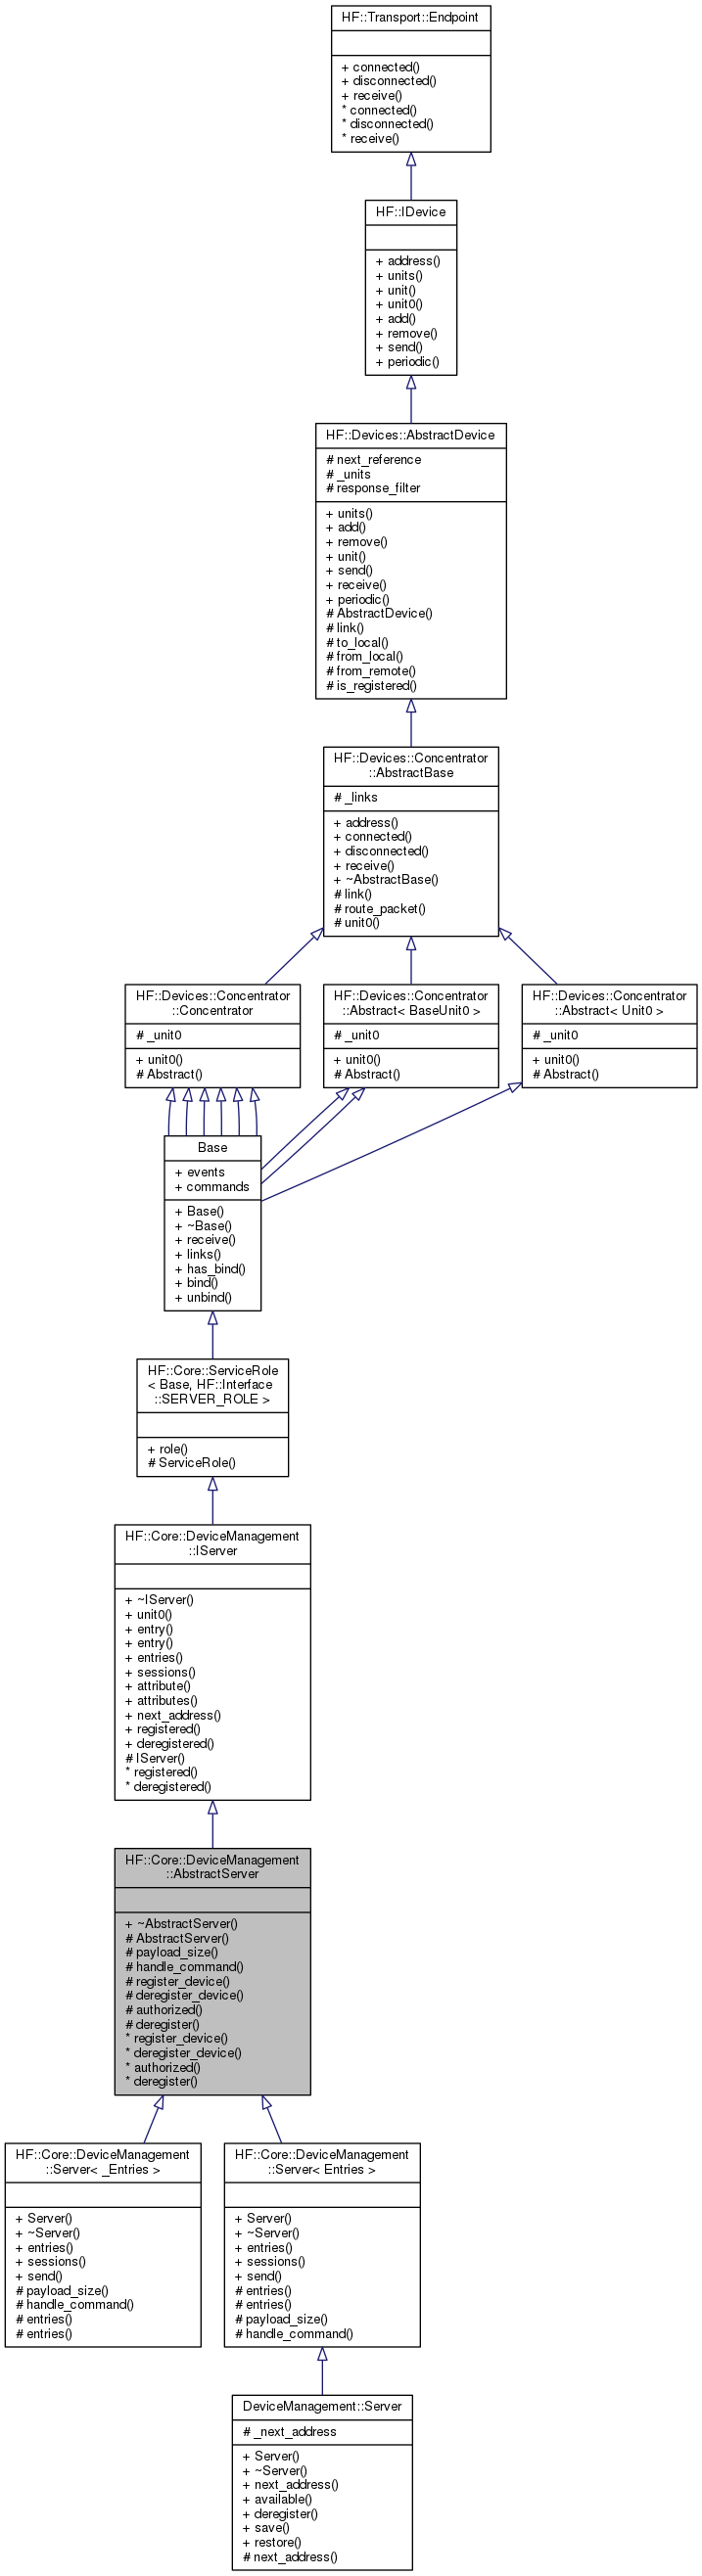 HF::Transport::Endpoint
+ connected()
+ disconnected()
+ receive()
* connected()
* disconnected()
* receive()
HF::IDevice
+ address()
+ units()
+ unit()
+ unit0()
+ add()
+ remove()
+ send()
+ periodic()
HF::Devices::AbstractDevice
# next_reference
# _units
# response_filter
+ units()
+ add()
+ remove()
+ unit()
+ send()
+ receive()
+ periodic()
# AbstractDevice()
# link()
# to_local()
# from_local()
# from_remote()
# is_registered()
HF::Devices::Concentrator
::AbstractBase
# _links
+ address()
+ connected()
+ disconnected()
+ receive()
+ ~AbstractBase()
# link()
# route_packet()
# unit0()
HF::Devices::Concentrator
::Concentrator
# _unit0
+ unit0()
# Abstract()
HF::Devices::Concentrator
::Abstract< BaseUnit0 >
# _unit0
+ unit0()
# Abstract()
HF::Devices::Concentrator
::Abstract< Unit0 >
# _unit0
+ unit0()
# Abstract()
Base
+ events
+ commands
+ Base()
+ ~Base()
+ receive()
+ links()
+ has_bind()
+ bind()
+ unbind()
HF::Core::ServiceRole
< Base, HF::Interface
::SERVER_ROLE >
+ role()
# ServiceRole()
HF::Core::DeviceManagement
::IServer
+ ~IServer()
+ unit0()
+ entry()
+ entry()
+ entries()
+ sessions()
+ attribute()
+ attributes()
+ next_address()
+ registered()
+ deregistered()
# IServer()
* registered()
* deregistered()
HF::Core::DeviceManagement
::AbstractServer
+ ~AbstractServer()
# AbstractServer()
# payload_size()
# handle_command()
# register_device()
# deregister_device()
# authorized()
# deregister()
* register_device()
* deregister_device()
* authorized()
* deregister()
HF::Core::DeviceManagement
::Server< _Entries >
+ Server()
+ ~Server()
+ entries()
+ sessions()
+ send()
# payload_size()
# handle_command()
# entries()
# entries()
HF::Core::DeviceManagement
::Server< Entries >
+ Server()
+ ~Server()
+ entries()
+ sessions()
+ send()
# entries()
# entries()
# payload_size()
# handle_command()
DeviceManagement::Server
# _next_address
+ Server()
+ ~Server()
+ next_address()
+ available()
+ deregister()
+ save()
+ restore()
# next_address()